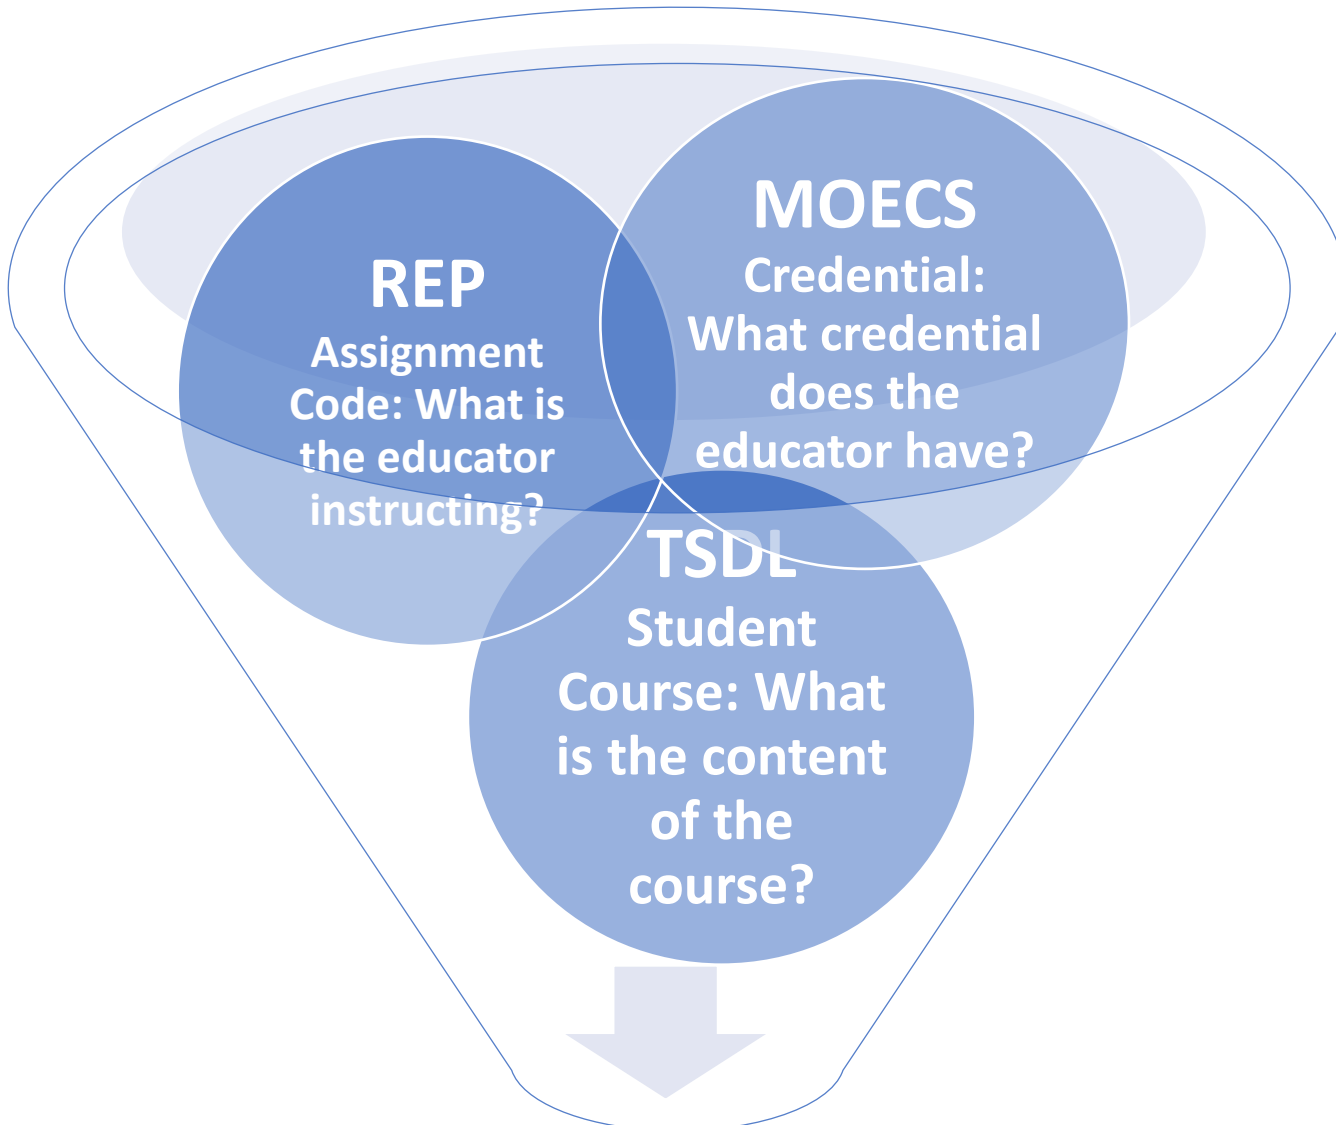 REP
Assignment
Code: What is
the educator
instructing?
MOECS
Credential:
What credential
does the
educator have?
TSDL
Student
Course: What
is the content
of the
course?